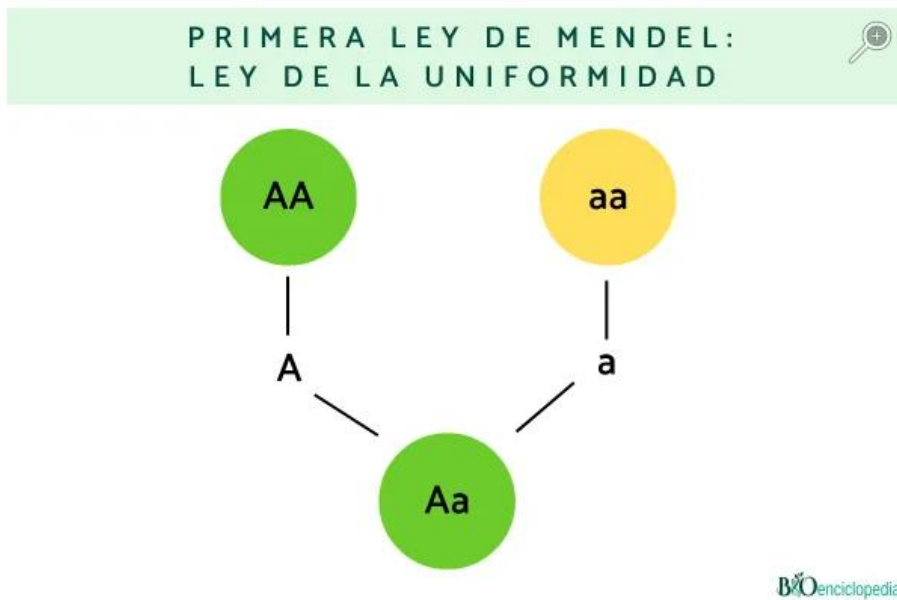 PRIMERA LEY DE MENDEL:
LEY DE LA UNIFORMIDAD
AA
aa
A
a
Aa
BIOenciclopedia